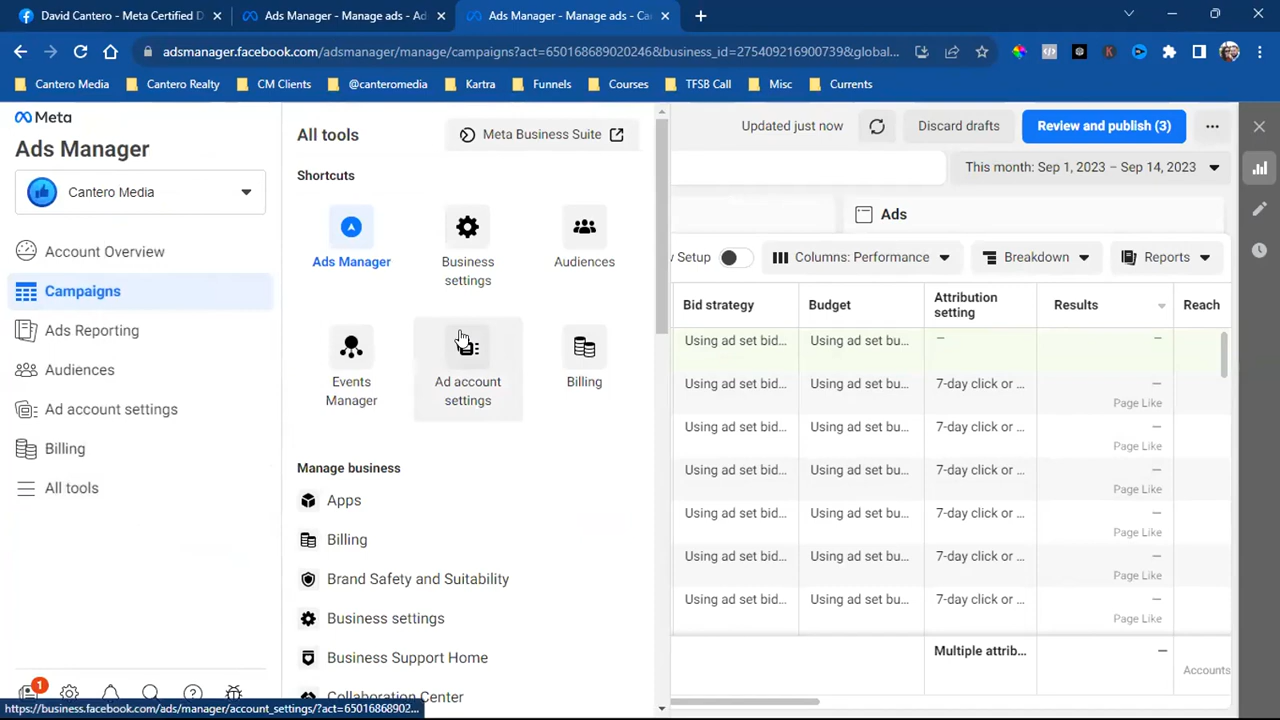 David Cantero - Meta Certified D
Ads Manager - Manage ads - Ad
Ads Manager - Manage ads - Ca
adsmanager.facebook.com/adsmanager/manage/campaigns?act=650168689020246&business_id=275409216900739&global...
Cantero Media
Cantero Realty
CM Clients
@canteromedia
Kartra
Funnels
Courses
TFSB Call
Misc
Currents
Meta
Ads Manager
Cantero Media
Account Overview
Campaigns
Ads Reporting
Audiences
Ad account settings
Billing
All tools
1
https://business.facebook.com/ads/manager/account_settings/?act=65016868902...
All tools
Meta Business Suite
Shortcuts
Ads Manager
Business
settings
Audiences
Events
Manager
Ad account
settings
Billing
Manage business
Apps
Billing
Brand Safety and Suitability
Business settings
Business Support Home
Collaboration Center
Updated just now
Discard drafts
Review and publish (3)
This month: Sep 1, 2023 – Sep 14, 2023
Ads
Setup
Columns: Performance
Breakdown
Reports
Bid strategy
Budget
Attribution
setting
Results
Reach
Using ad set bid... Using ad set bu... – –
Using ad set bid... Using ad set bu... 7-day click or ... –
Page Like
Using ad set bid... Using ad set bu... 7-day click or ... –
Page Like
Using ad set bid... Using ad set bu... 7-day click or ... –
Page Like
Using ad set bid... Using ad set bu... 7-day click or ... –
Page Like
Using ad set bid... Using ad set bu... 7-day click or ... –
Page Like
Using ad set bid... Using ad set bu... 7-day click or ... –
Page Like
Multiple attrib... –
Accounts